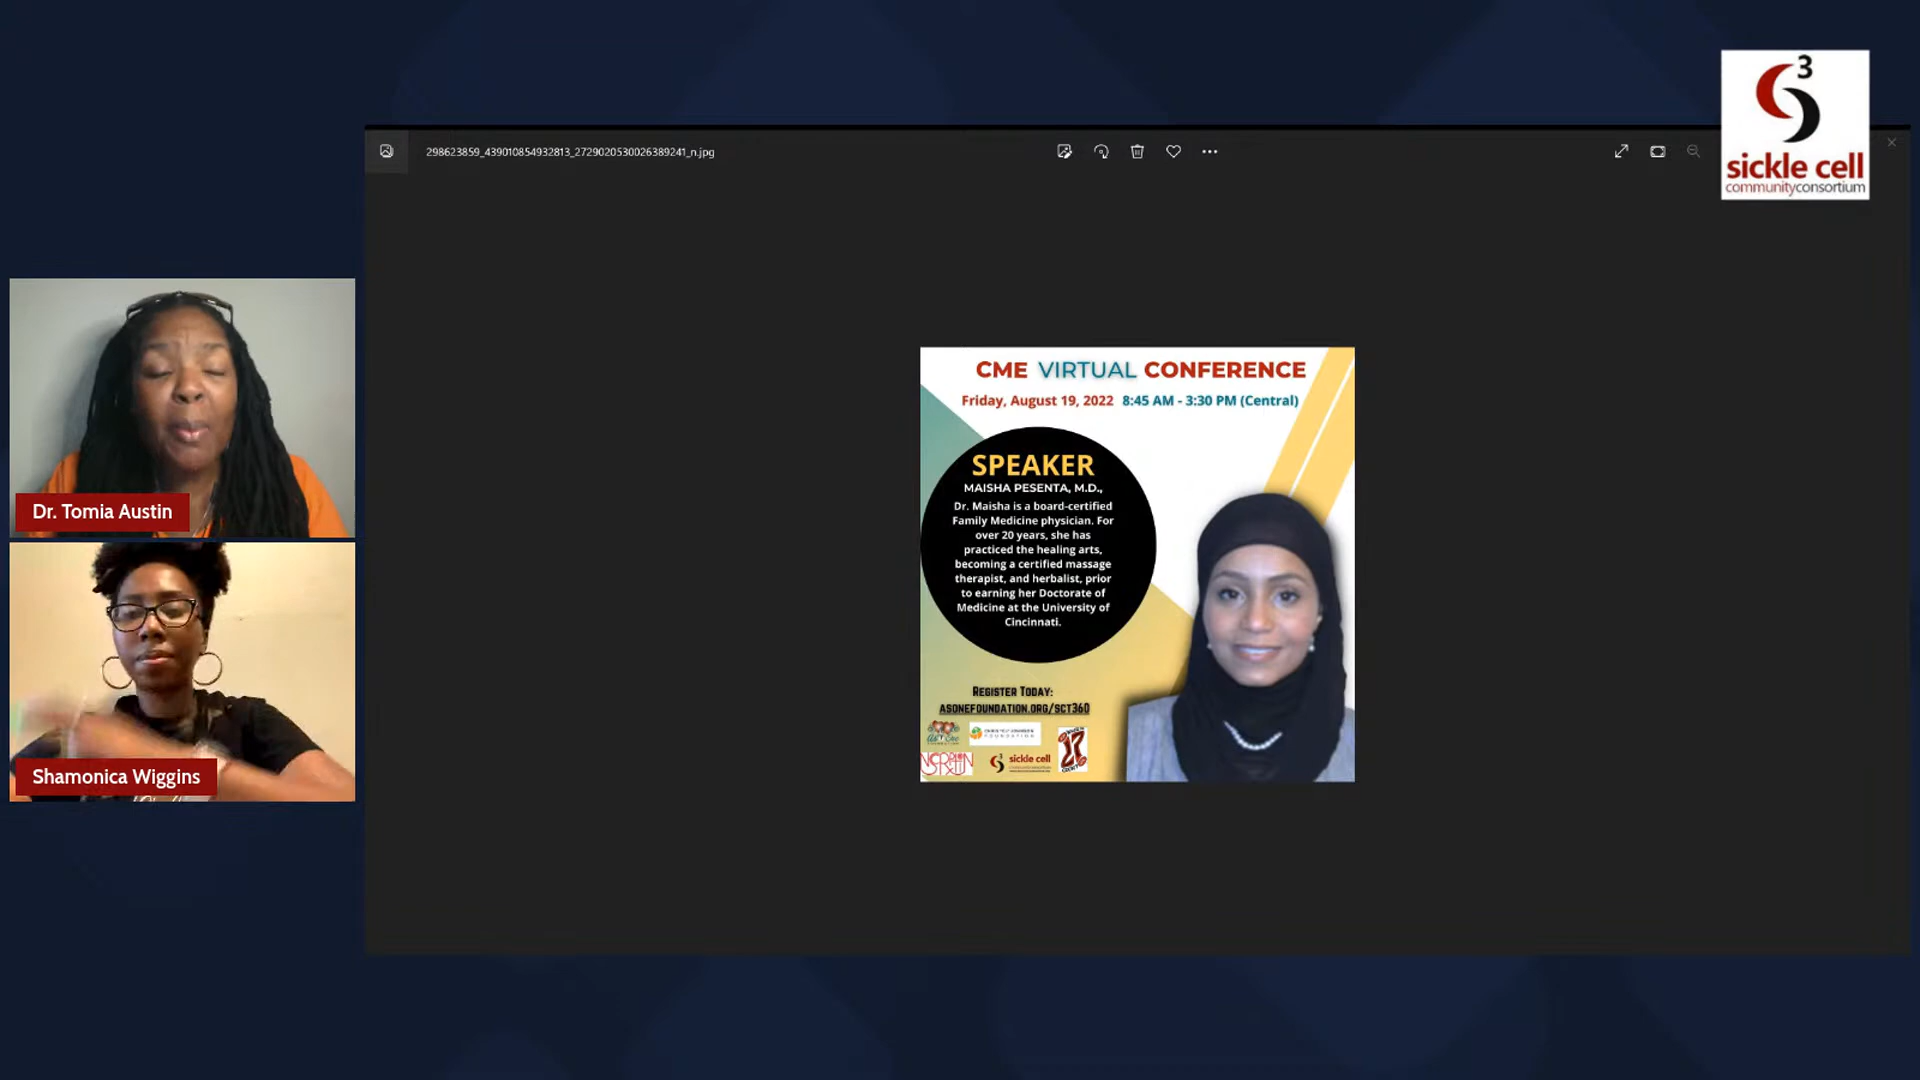 3
sickle cell
communityconsortium
298623859_439010854932813_2729020530026389241_n.jpg
Dr. Tomia Austin
Shamonica Wiggins
CME VIRTUAL CONFERENCE
Friday, August 19, 2022 8:45 AM - 3:30 PM (Central)
SPEAKER
MAISHA PESENTA, M.D.,
Dr. Maisha is a board-certified
Family Medicine physician. For
over 20 years, she has
practiced the healing arts,
becoming a certified massage
therapist, and herbalist, prior
to earning her Doctorate of
Medicine at the University of
Cincinnati.
REGISTER TODAY:
ASONEFOUNDATION.ORG/SCT360
FOUNDATION
sickle cell